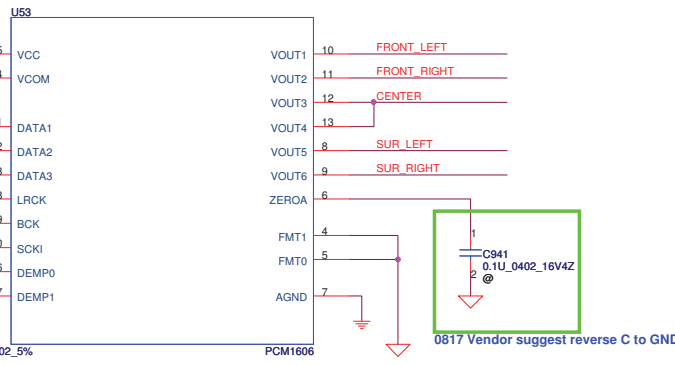 U53
VCC
VCOM
DATA1
DATA2
DATA3
LRCK
BCK
SCKI
DEMP0
DEMP1
VOUT1 10 FRONT_LEFT
VOUT2 11 FRONT_RIGHT
VOUT3 12 CENTER
VOUT4 13
VOUT5 8 SUR_LEFT
VOUT6 9 SUR_RIGHT
ZEROA 6
FMT1 4
FMT0 5
AGND 7
1
C941
0.1U_0402_16V4Z
2 @
02_5%
PCM1606
0817 Vendor suggest reverse C to GND